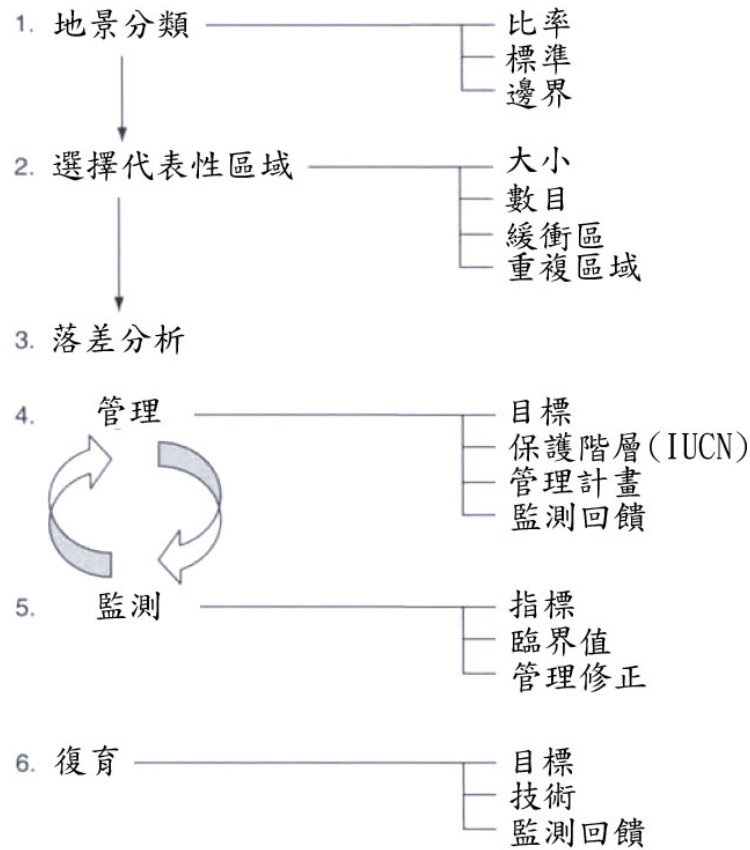 1. 地景分類
比率
標準
邊界
2. 選擇代表性區域
大小
數目
緩衝區
重複區域
3. 落差分析
4. 管理
目標
保護階層(IUCN)
管理計畫
監測回饋
5. 監測
指標
臨界值
管理修正
6. 復育
目標
技術
監測回饋